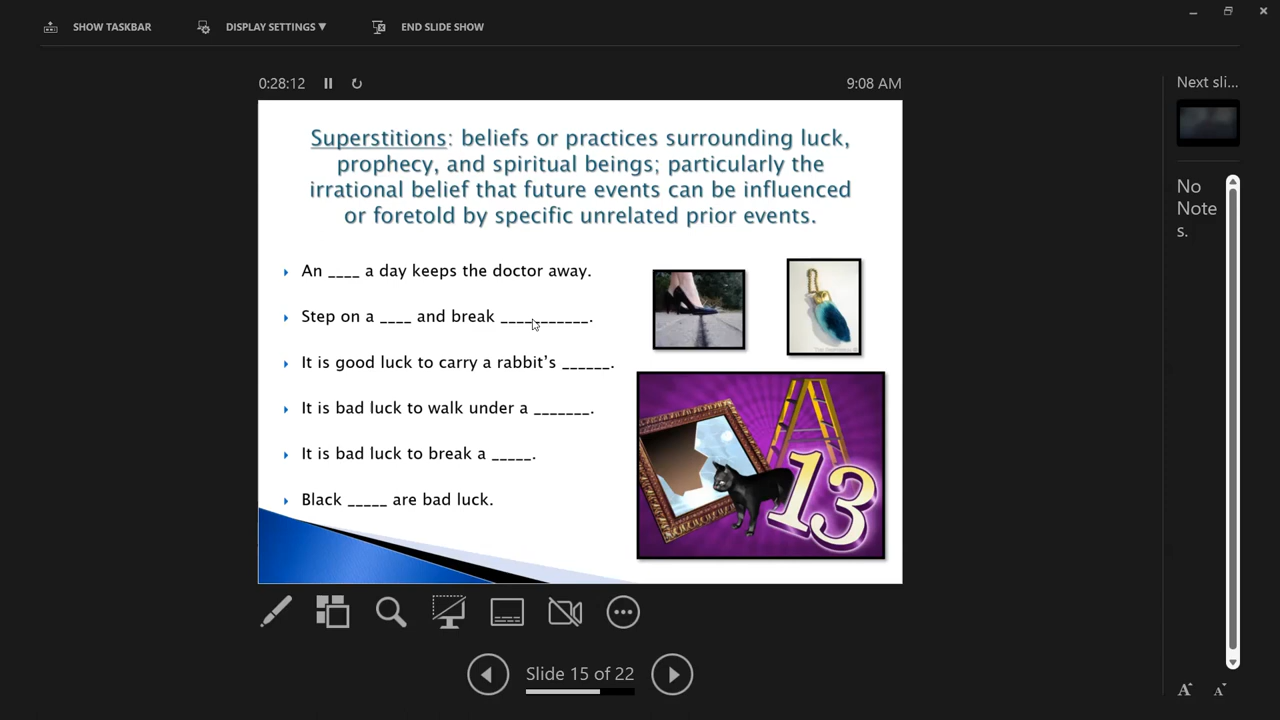 SHOW TASKBAR DISPLAY SETTINGS ▼ END SLIDE SHOW
0:28:12 9:08 AM
Next sli...
Superstitions: beliefs or practices surrounding luck,
prophecy, and spiritual beings; particularly the
irrational belief that future events can be influenced
or foretold by specific unrelated prior events.
An ____ a day keeps the doctor away.
Step on a ____ and break ___________.
It is good luck to carry a rabbit’s ______.
It is bad luck to walk under a _______.
It is bad luck to break a _____.
Black _____ are bad luck.
13
No
Note
s.
Slide 15 of 22
A A